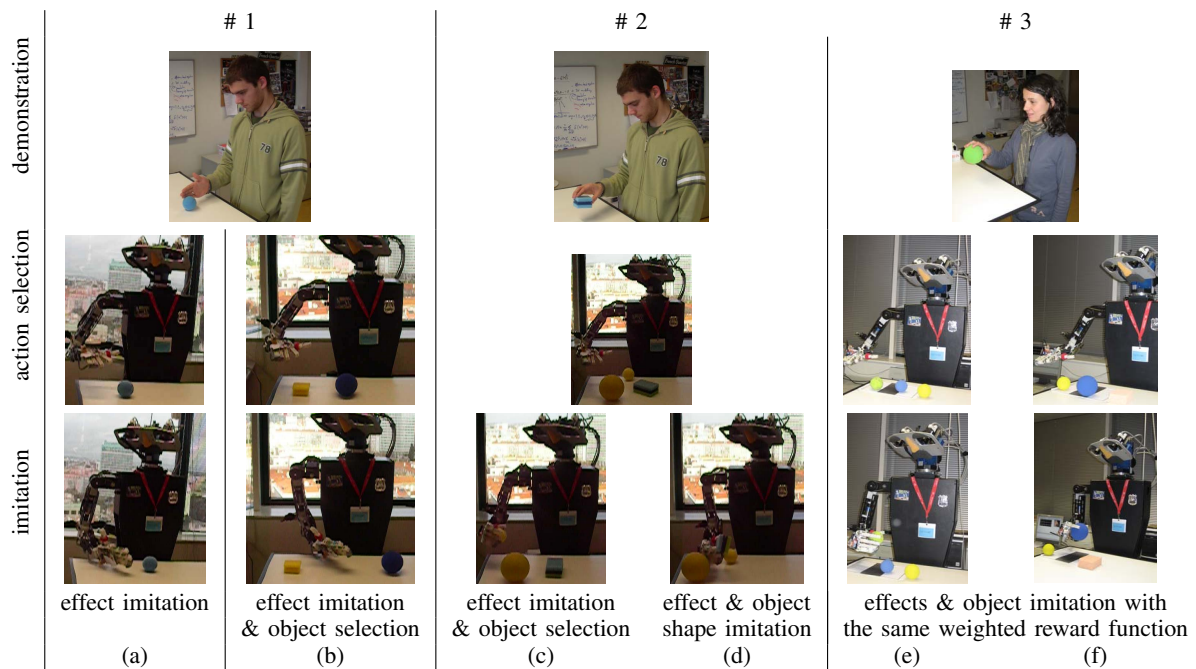 # 1
# 2
# 3
demonstration
78
78
action selection
imitation
effect imitation
(a)
effect imitation
& object selection
(b)
effect imitation
& object selection
(c)
effect & object
shape imitation
(d)
effects & object imitation with
the same weighted reward function
(e)
(f)